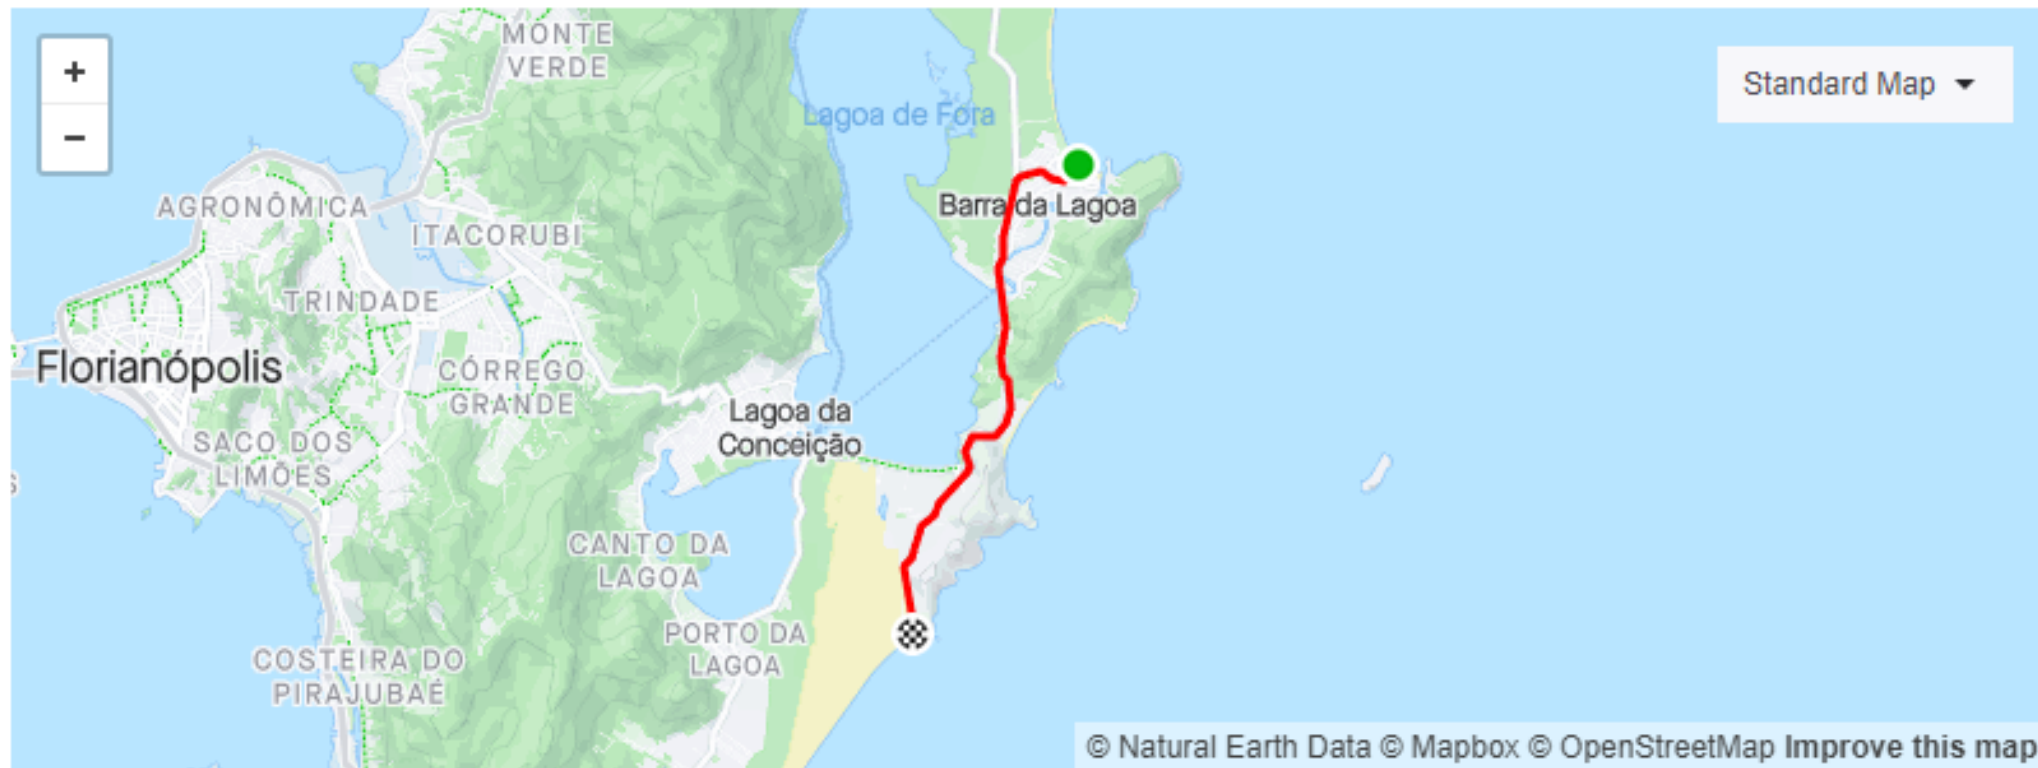 MONTE
VERDE
+
−
Standard Map
Lagoa de Fora
AGRONÔMICA
Barra da Lagoa
ITACORUBI
TRINDADE
Florianópolis
CÓRREGO
GRANDE
Lagoa da
Conceição
SACO DOS
LIMÕES
S
CANTO DA
LAGOA
PORTO DA
LAGOA
COSTEIRA DO
PIRAJUBAÉ
© Natural Earth Data © Mapbox © OpenStreetMap Improve this map